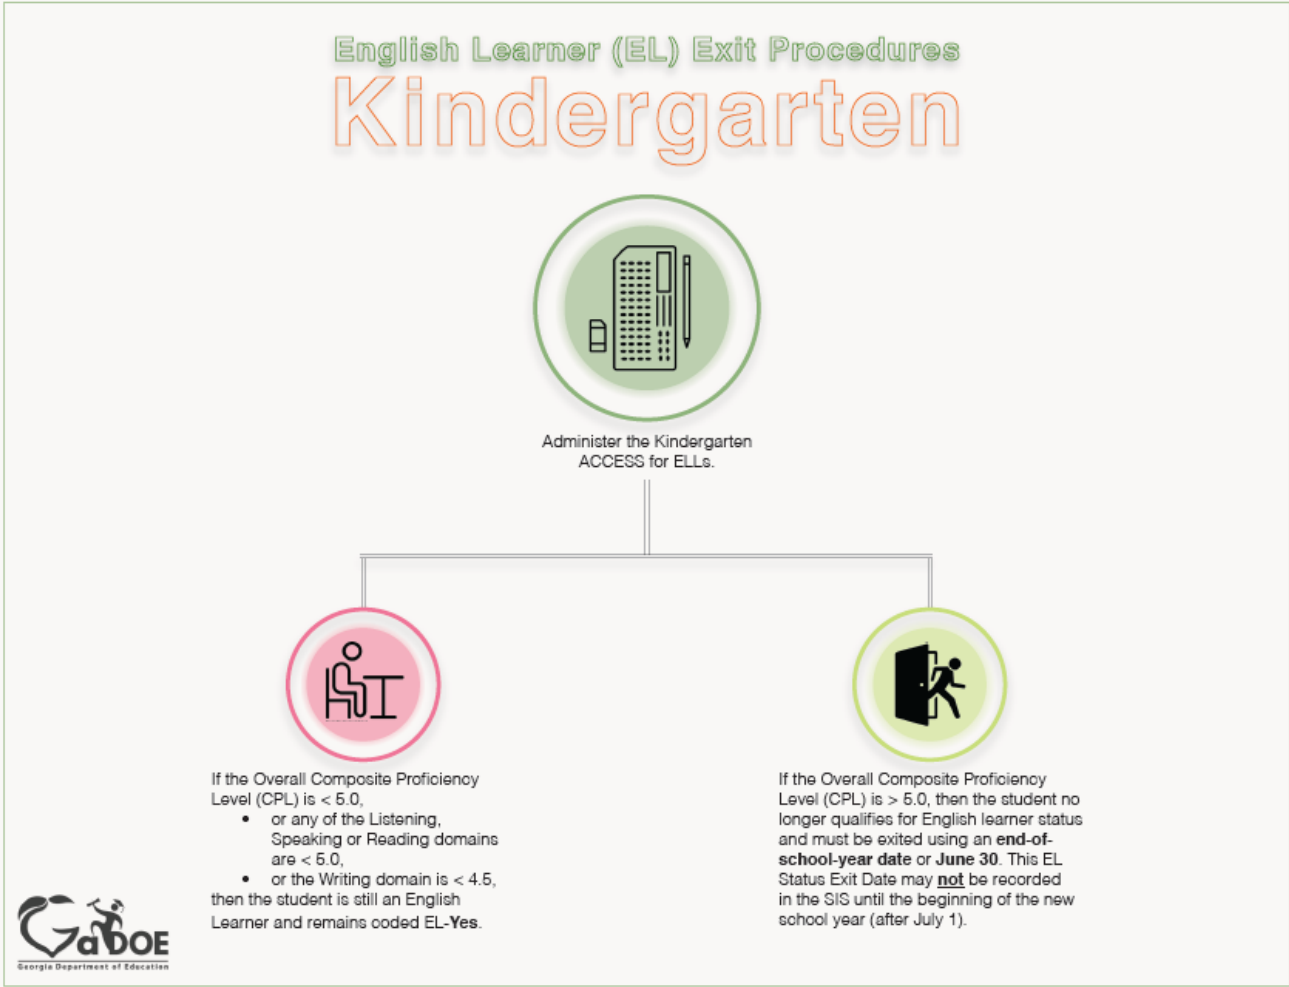 English Learner (EL) Exit Procedures
Kindergarten
Administer the Kindergarten
ACCESS for ELLs.
If the Overall Composite Proficiency
Level (CPL) is < 5.0,
• or any of the Listening,
Speaking or Reading domains
are < 5.0,
• or the Writing domain is < 4.5,
then the student is still an English
Learner and remains coded EL-Yes.
If the Overall Composite Proficiency
Level (CPL) is > 5.0, then the student no
longer qualifies for English learner status
and must be exited using an end-of-
school-year date or June 30. This EL
Status Exit Date may not be recorded
in the SIS until the beginning of the new
school year (after July 1).
GaDOE
Georgia Department of Education